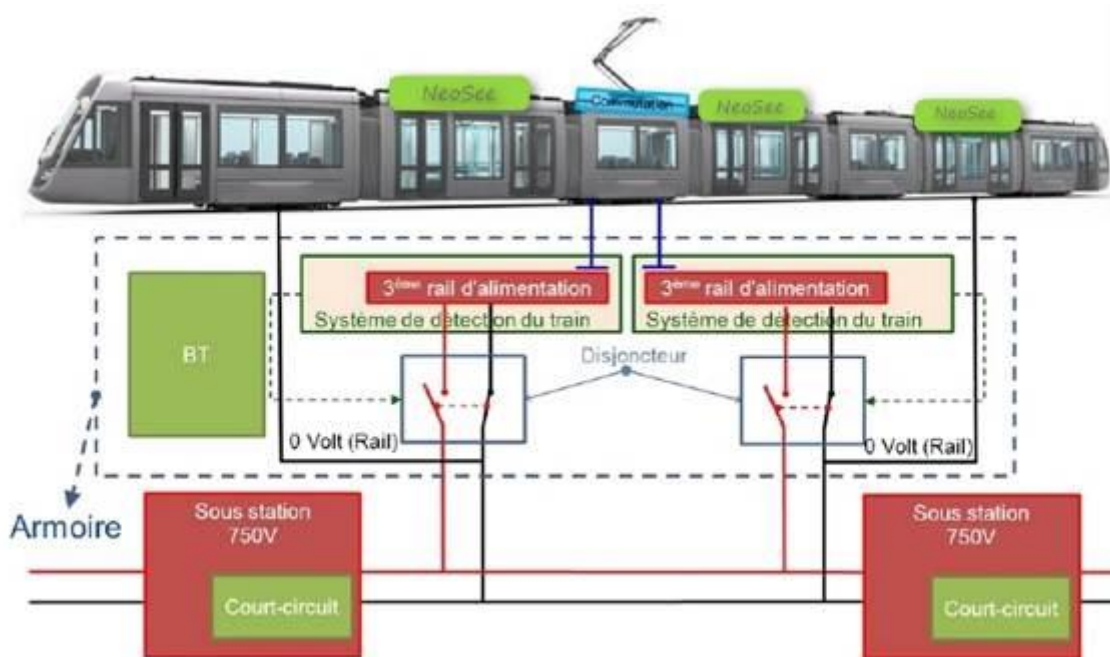 NeoSee
Commutation
NeoSee
NeoSee
3ème rail d'alimentation
3ème rail d'alimentation
Système de détection du train
Système de détection du train
BT
Disjoncteur
0 Volt (Rail)
0 Volt (Rail)
Armoire
Sous station
750V
Court-circuit
Sous station
750V
Court-circuit